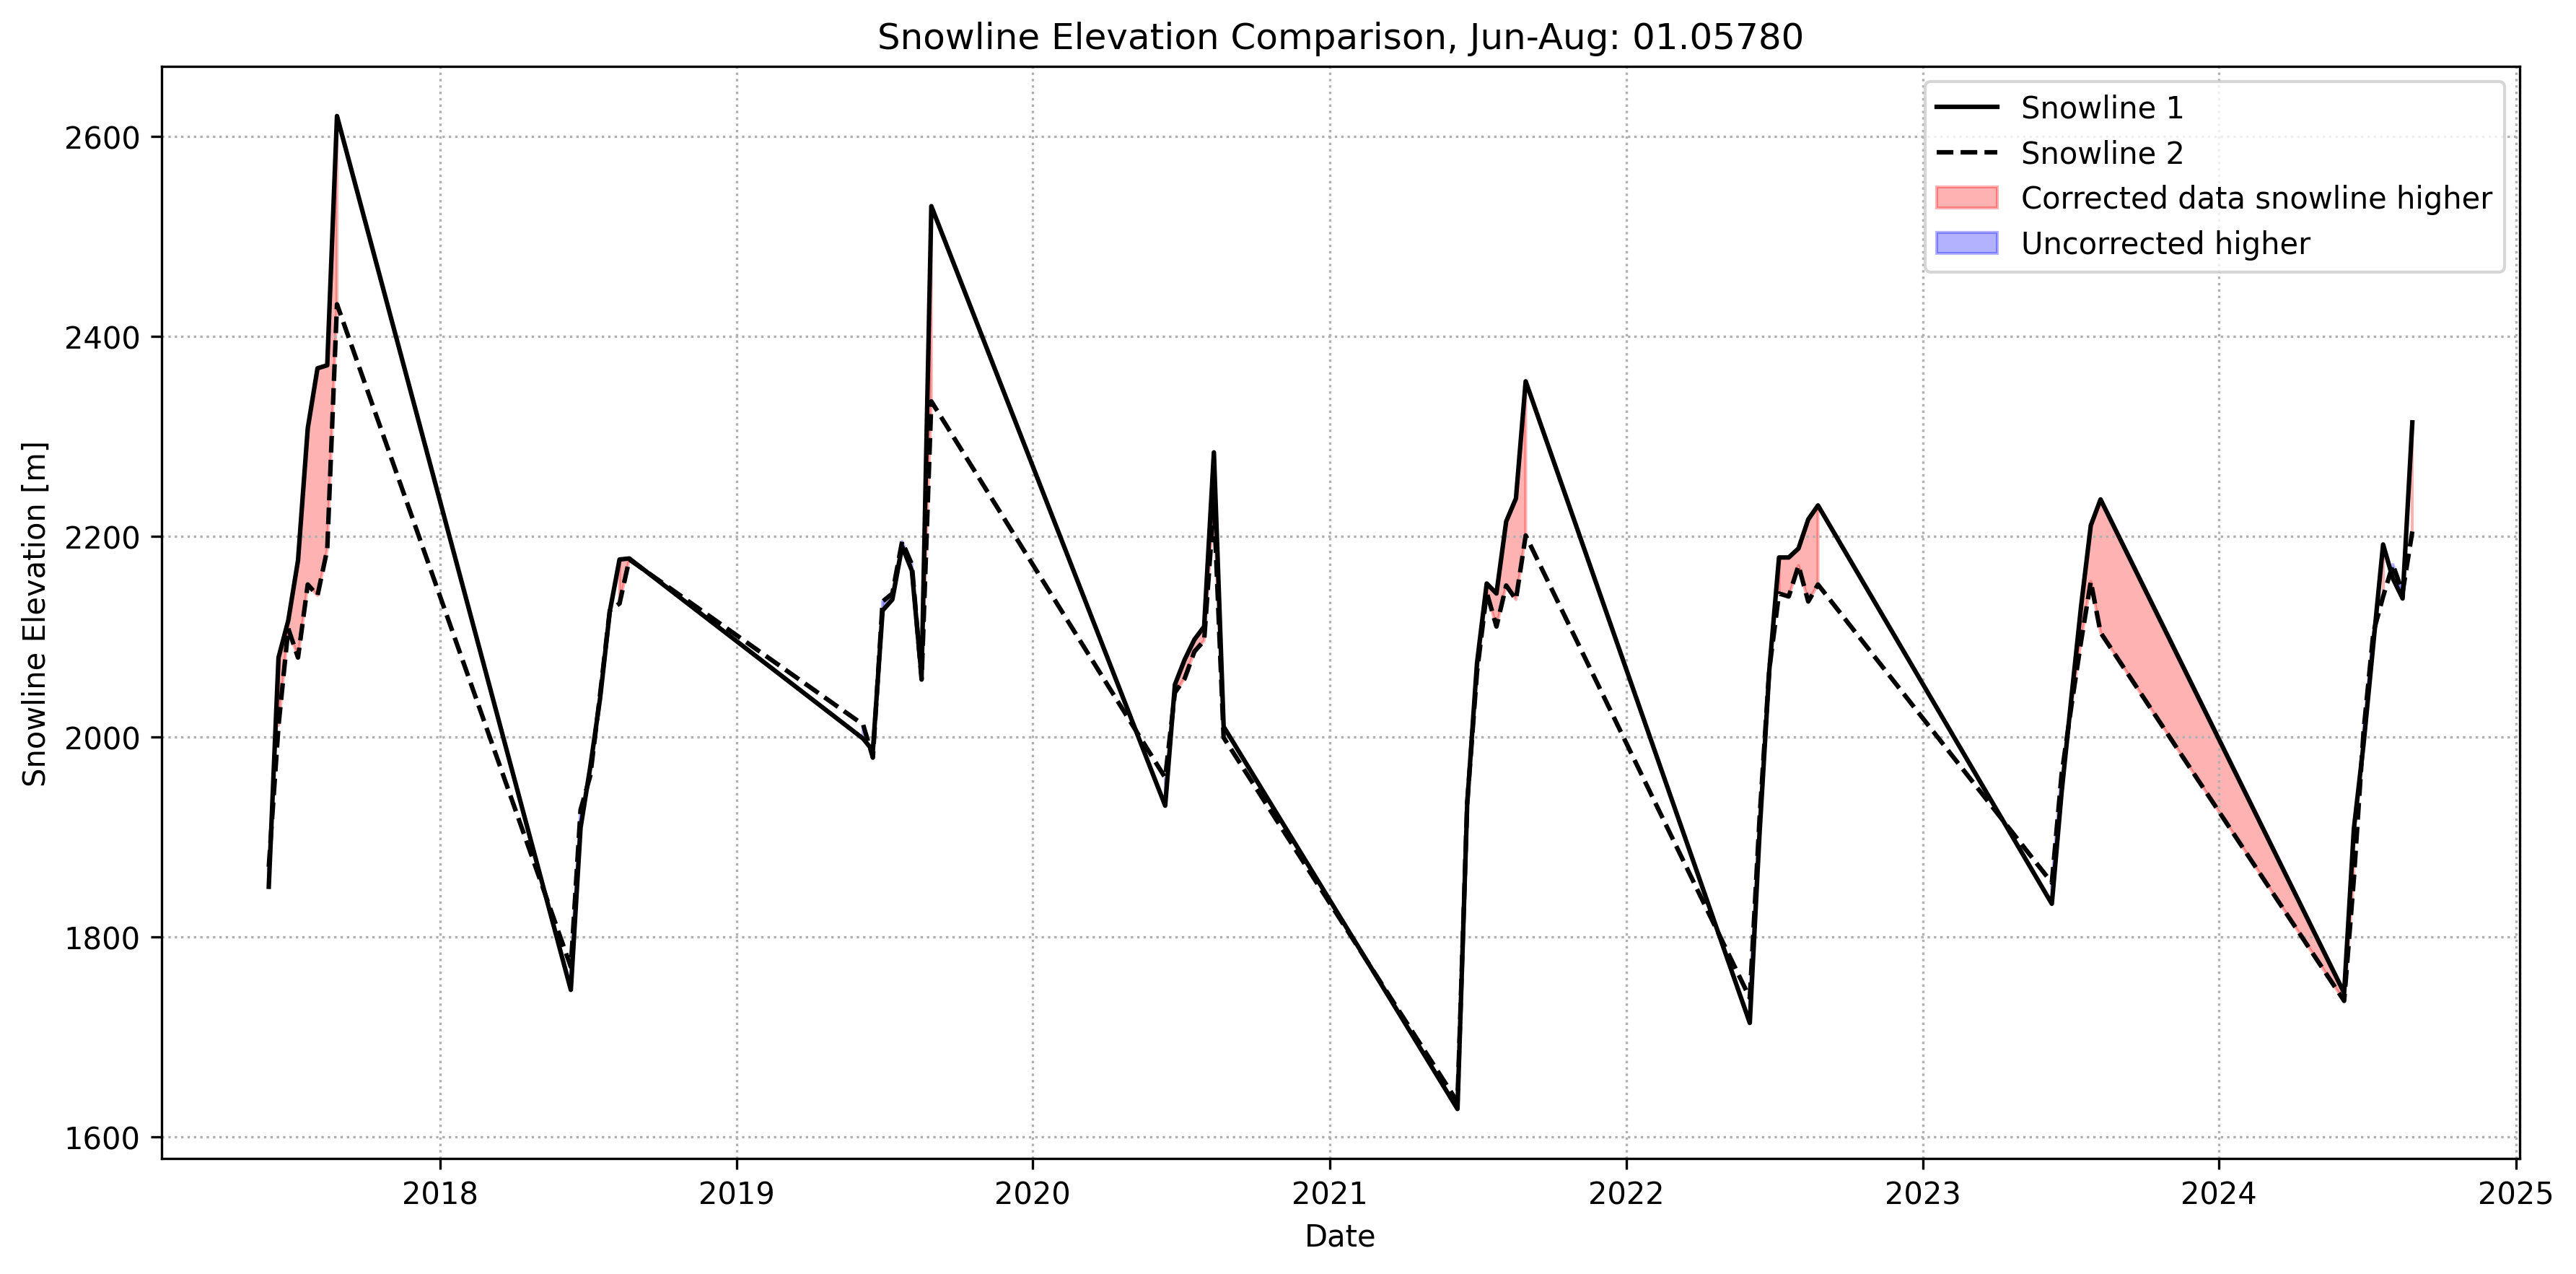 Snowline Elevation Comparison, Jun-Aug: 01.05780
Snowline 1
Snowline 2
Corrected data snowline higher
Uncorrected higher
Snowline Elevation [m]
2600
2400
2200
2000
1800
1600
2018
2019
2020
2021
2022
2023
2024
2025
Date